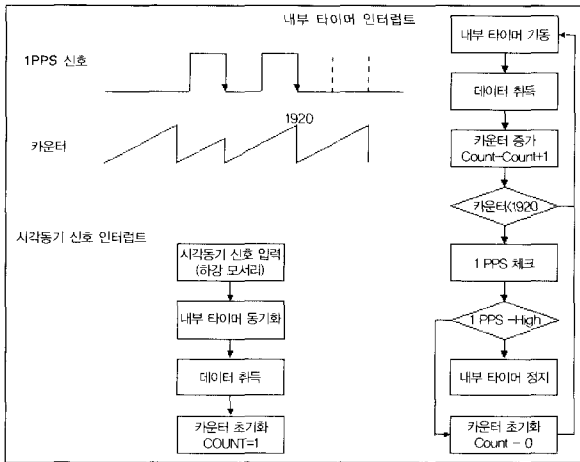 내부 타이머 인터럽트
1PPS 신호
1920
카운터
시각동기 신호 인터럽트
시각동기 신호 입력
(하강 모서리)
내부 타이머 동기화
데이터 취득
카운터 초기화
COUNT=1
내부 타이머 기동
데이터 취득
카운터 증가
Count-Count+1
카운터<1920
1 PPS 체크
1 PPS →High
내부 타이머 정지
카운터 초기화
Count - 0